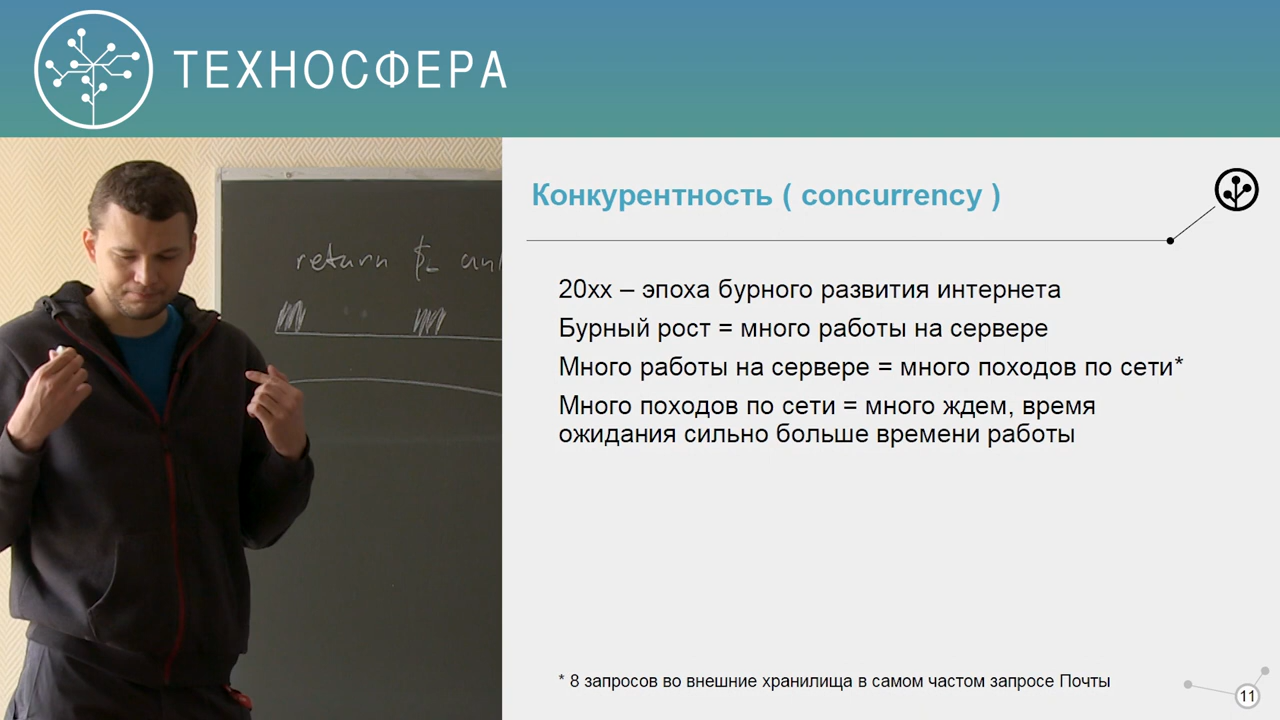 ТЕХНОСФЕРА
Конкурентность ( concurrency )
20xx – эпоха бурного развития интернета
Бурный рост = много работы на сервере
Много работы на сервере = много походов по сети*
Много походов по сети = много ждем, время
ожидания сильно больше времени работы
return
* 8 запросов во внешние хранилища в самом частом запросе Почты
11